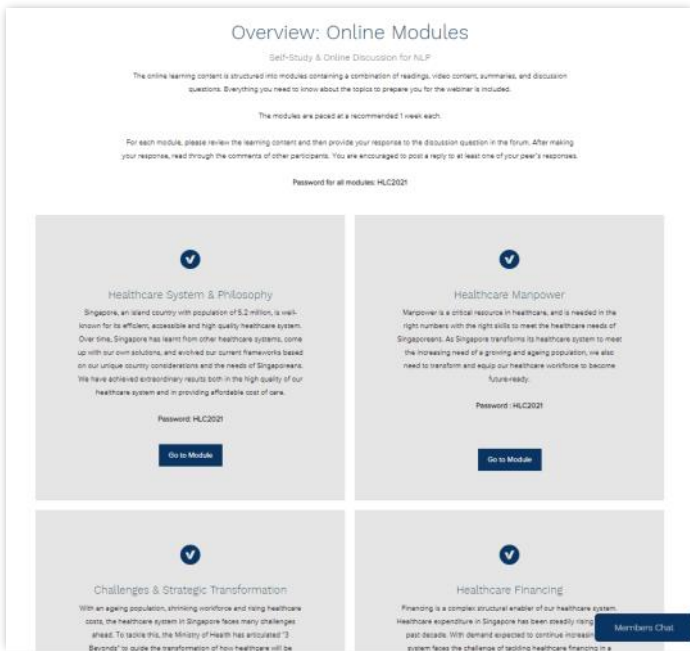 Overview: Online Modules
Self-Study & Online Discussion for NLP
The online learning content is structured into modules containing a combination of readings, video content, summaries, and discussion
questions. Everything you need to know about the topics to prepare you for the webinar is included.
The modules are paced at a recommended 1 week each.
For each module, please review the learning content and then provide your response to the discussion question in the forum. After making
your response, read through the comments of other participants. You are encouraged to post a reply to at least one of your peer's responses.
Password for all modules: HLC2021
Healthcare System & Philosophy
Singapore, an island country with population of 5.2 million, is well-
known for its efficient, accessible and high quality healthcare system.
Over time, Singapore has learnt from other healthcare systems, come
up with our own solutions, and evolved our current frameworks based
on our unique country considerations and the needs of Singaporeans.
We have achieved extraordinary results both in the high quality of our
healthcare system and in providing affordable cost of care.
Password: HLC2021
Go to Module
Healthcare Manpower
Manpower is a critical resource in healthcare, and is needed in the
right numbers with the right skills to meet the healthcare needs of
Singaporeans. As Singapore transforms its healthcare system to meet
the increasing need of a growing and ageing population, we also
need to transform and equip our healthcare workforce to become
future-ready.
Password : HLC2021
Go to Module
Challenges & Strategic Transformation
With an ageing population, shrinking workforce and rising healthcare
costs, the healthcare system in Singapore faces many challenges
ahead. To tackle this, the Ministry of Health has articulated "3
Beyonds" to guide the transformation of how healthcare will be
Healthcare Financing
Financing is a complex structural enabler of our healthcare system.
Healthcare expenditure in Singapore has been steadily rising
past decade. With demand expected to continue increasing
system faces the challenge of tackling healthcare financing in a
Members Chat